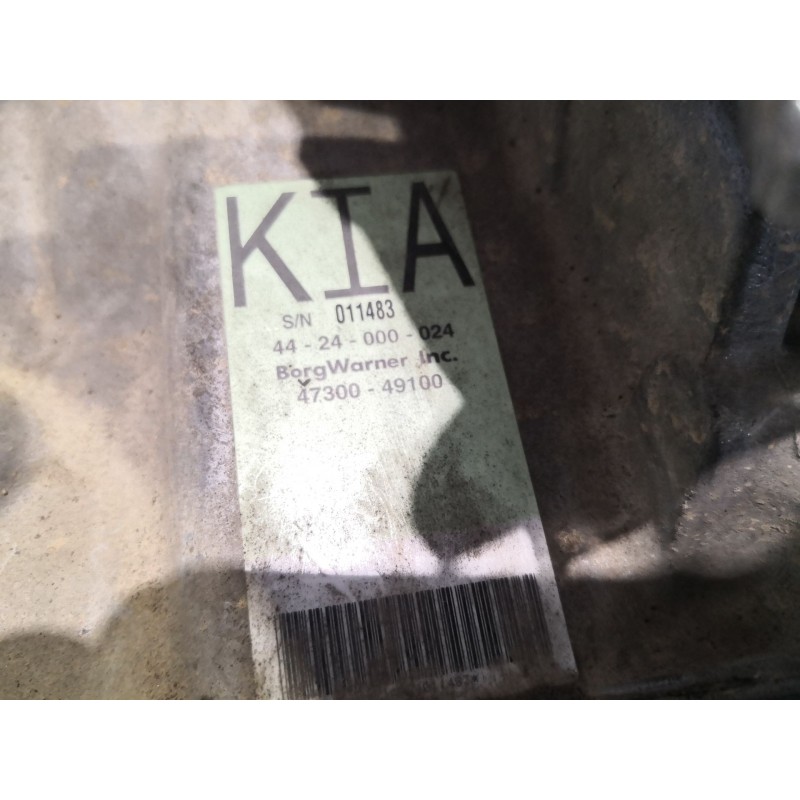 KIA
S/N 011483
44 - 24 - 000 - 024
BorgWarner Inc.
47300 - 49100